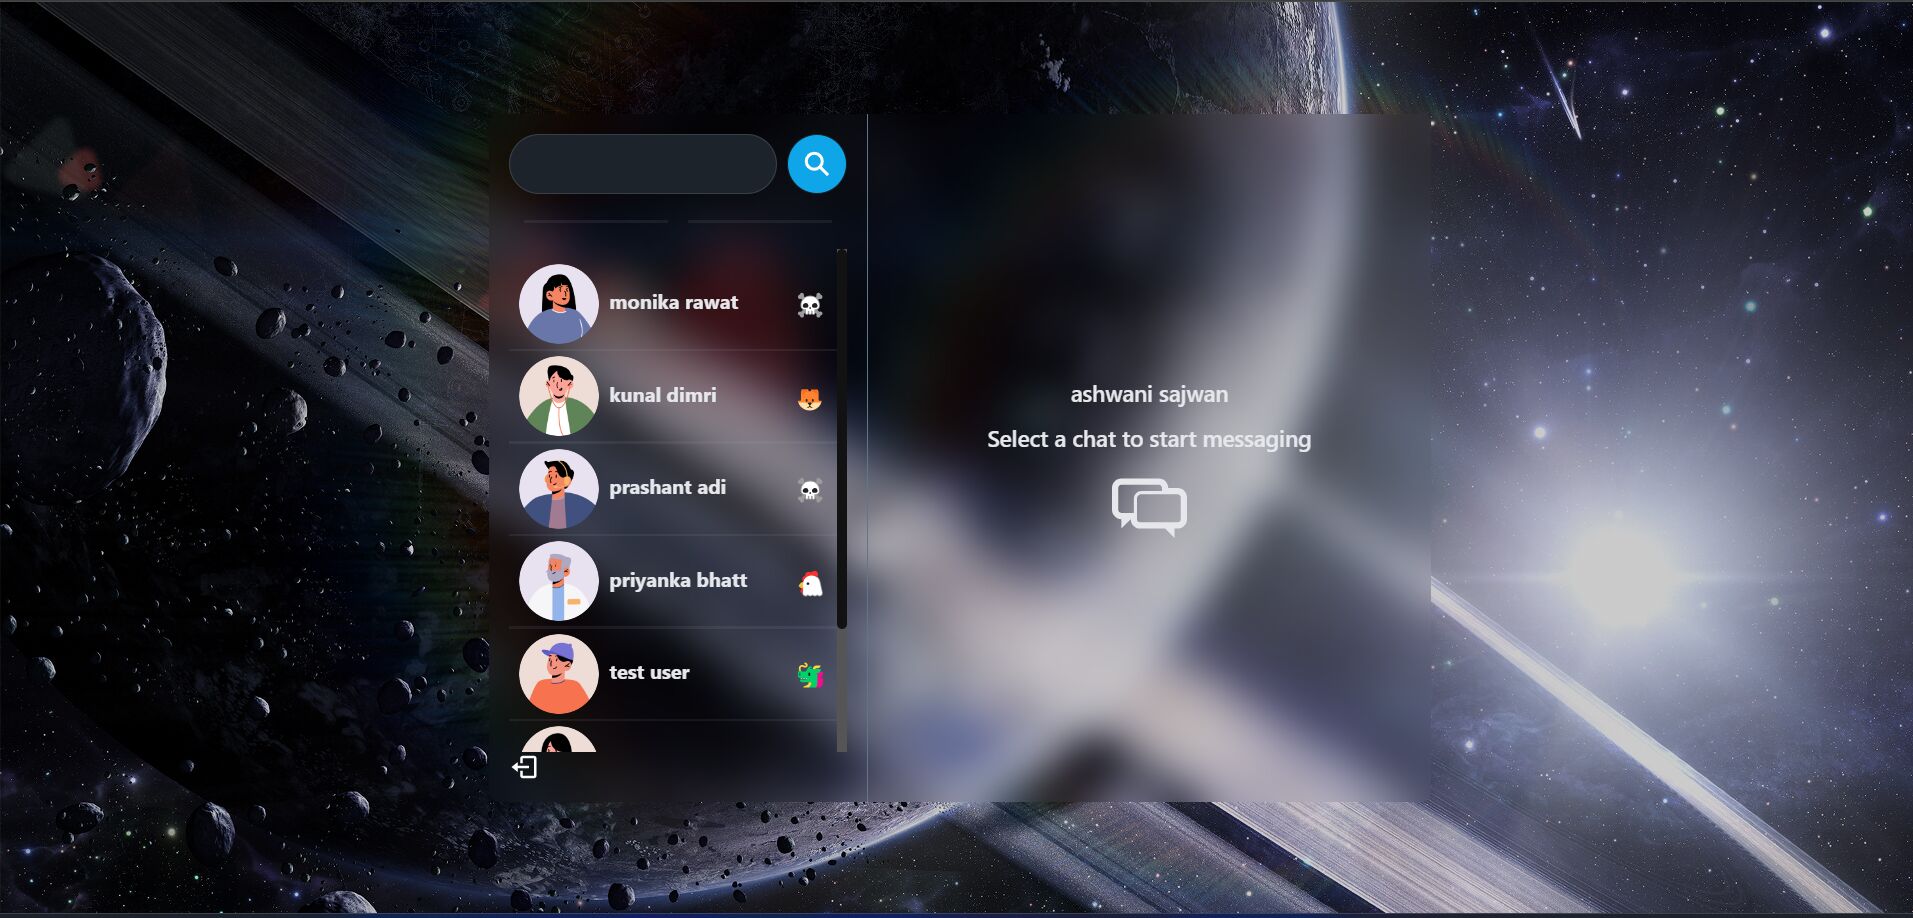 monika rawat
kunal dimri
prashant adi
priyanka bhatt
test user
ashwani sajwan
Select a chat to start messaging